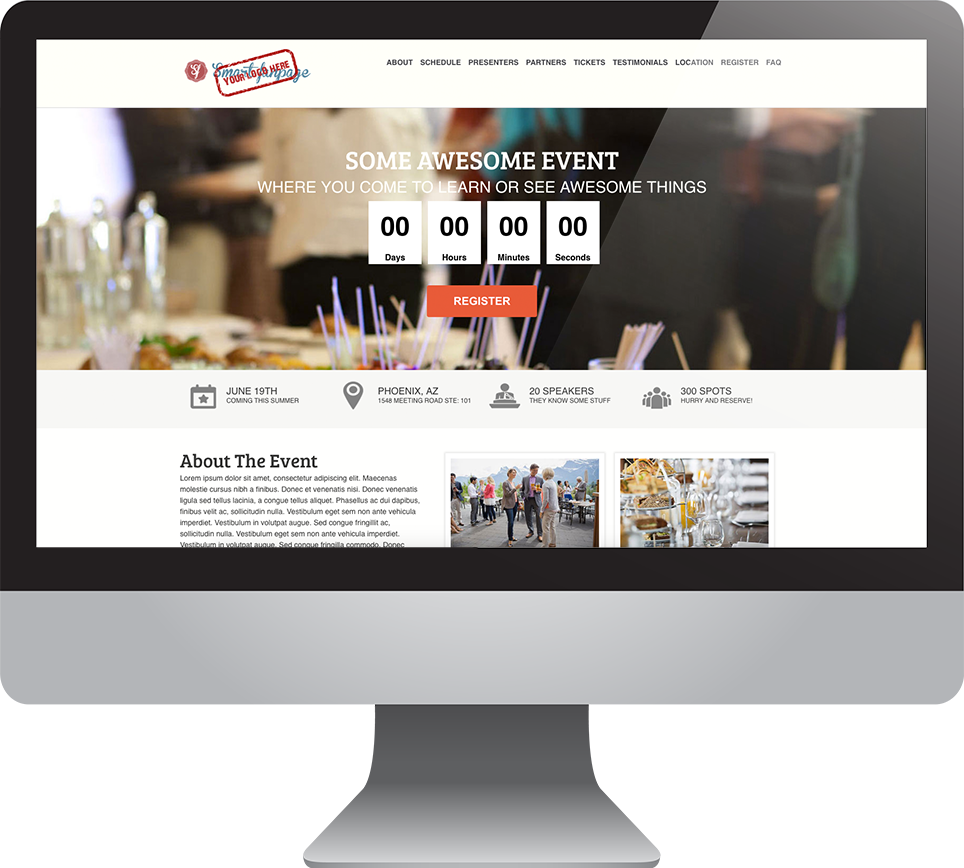 Smart fanpage
YOUR LOGO HERE
ABOUT SCHEDULE PRESENTERS PARTNERS TICKETS TESTIMONIALS LOCATION REGISTER FAQ
SOME AWESOME EVENT
WHERE YOU COME TO LEARN OR SEE AWESOME THINGS
00 00 00 00
Days Hours Minutes Seconds
REGISTER
JUNE 19TH
COMING THIS SUMMER
PHOENIX, AZ
1548 MEETING ROAD STE: 101
20 SPEAKERS
THEY KNOW SOME STUFF
300 SPOTS
HURRY AND RESERVE!
About The Event
Lorem ipsum dolor sit amet, consectetur adipiscing elit. Maecenas
molestie cursus nibh a finibus. Donec et venenatis nisi. Donec venenatis
ligula sed tellus lacinia, a congue tellus aliquet. Phasellus ac dui dapibus,
finibus velit ac, sollicitudin nulla. Vestibulum eget sem non ante vehicula
imperdiet. Vestibulum in volutpat augue. Sed congue fringillit ac,
sollicitudin nulla. Vestibulum eget sem non ante vehicula imperdiet.
Vestibulum in volutpat augue. Sed congue fringilla commodo. Donec